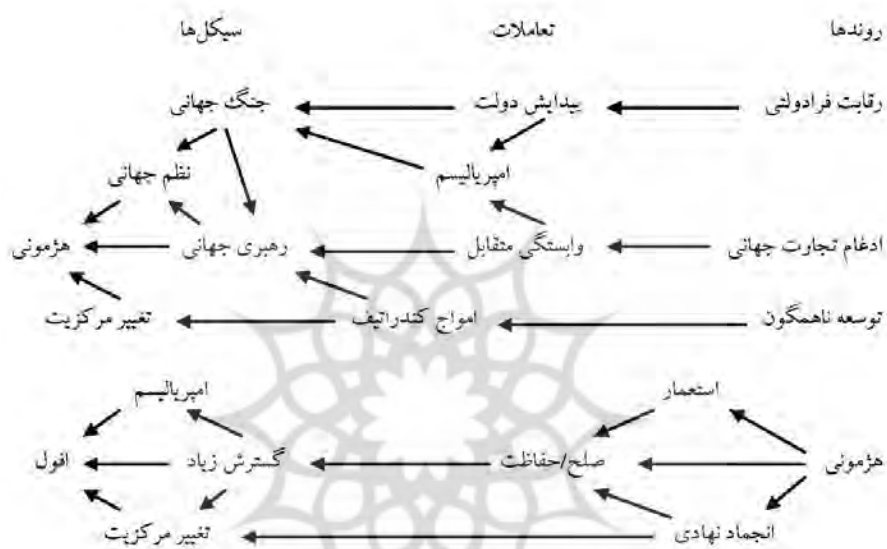 روندها تعاملات سیکل‌ها
رقابت فرادولتی پیدایش دولت جنگ جهانی
امپریالیسم نظم جهانی
ادغام تجارت جهانی وابستگی متقابل رهبری جهانی هژمونی
توسعه ناهمگون امواج کندراتیف تغییر مرکزیت
استعمار امپریالیسم
هژمونی صلح/حفاظت گسترش زیاد افول
انجماد نهادی تغییر مرکزیت